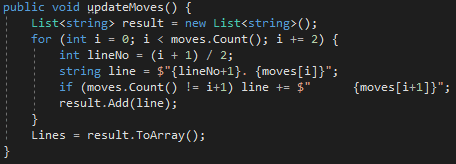 public void updateMoves() {
    List<string> result = new List<string>();
    for (int i = 0; i < moves.Count(); i += 2) {
        int lineNo = (i + 1) / 2;
        string line = $"{lineNo+1}. {moves[i]}";
        if (moves.Count() != i+1) line += $"      {moves[i+1]}";
        result.Add(line);
    }
    Lines = result.ToArray();
}